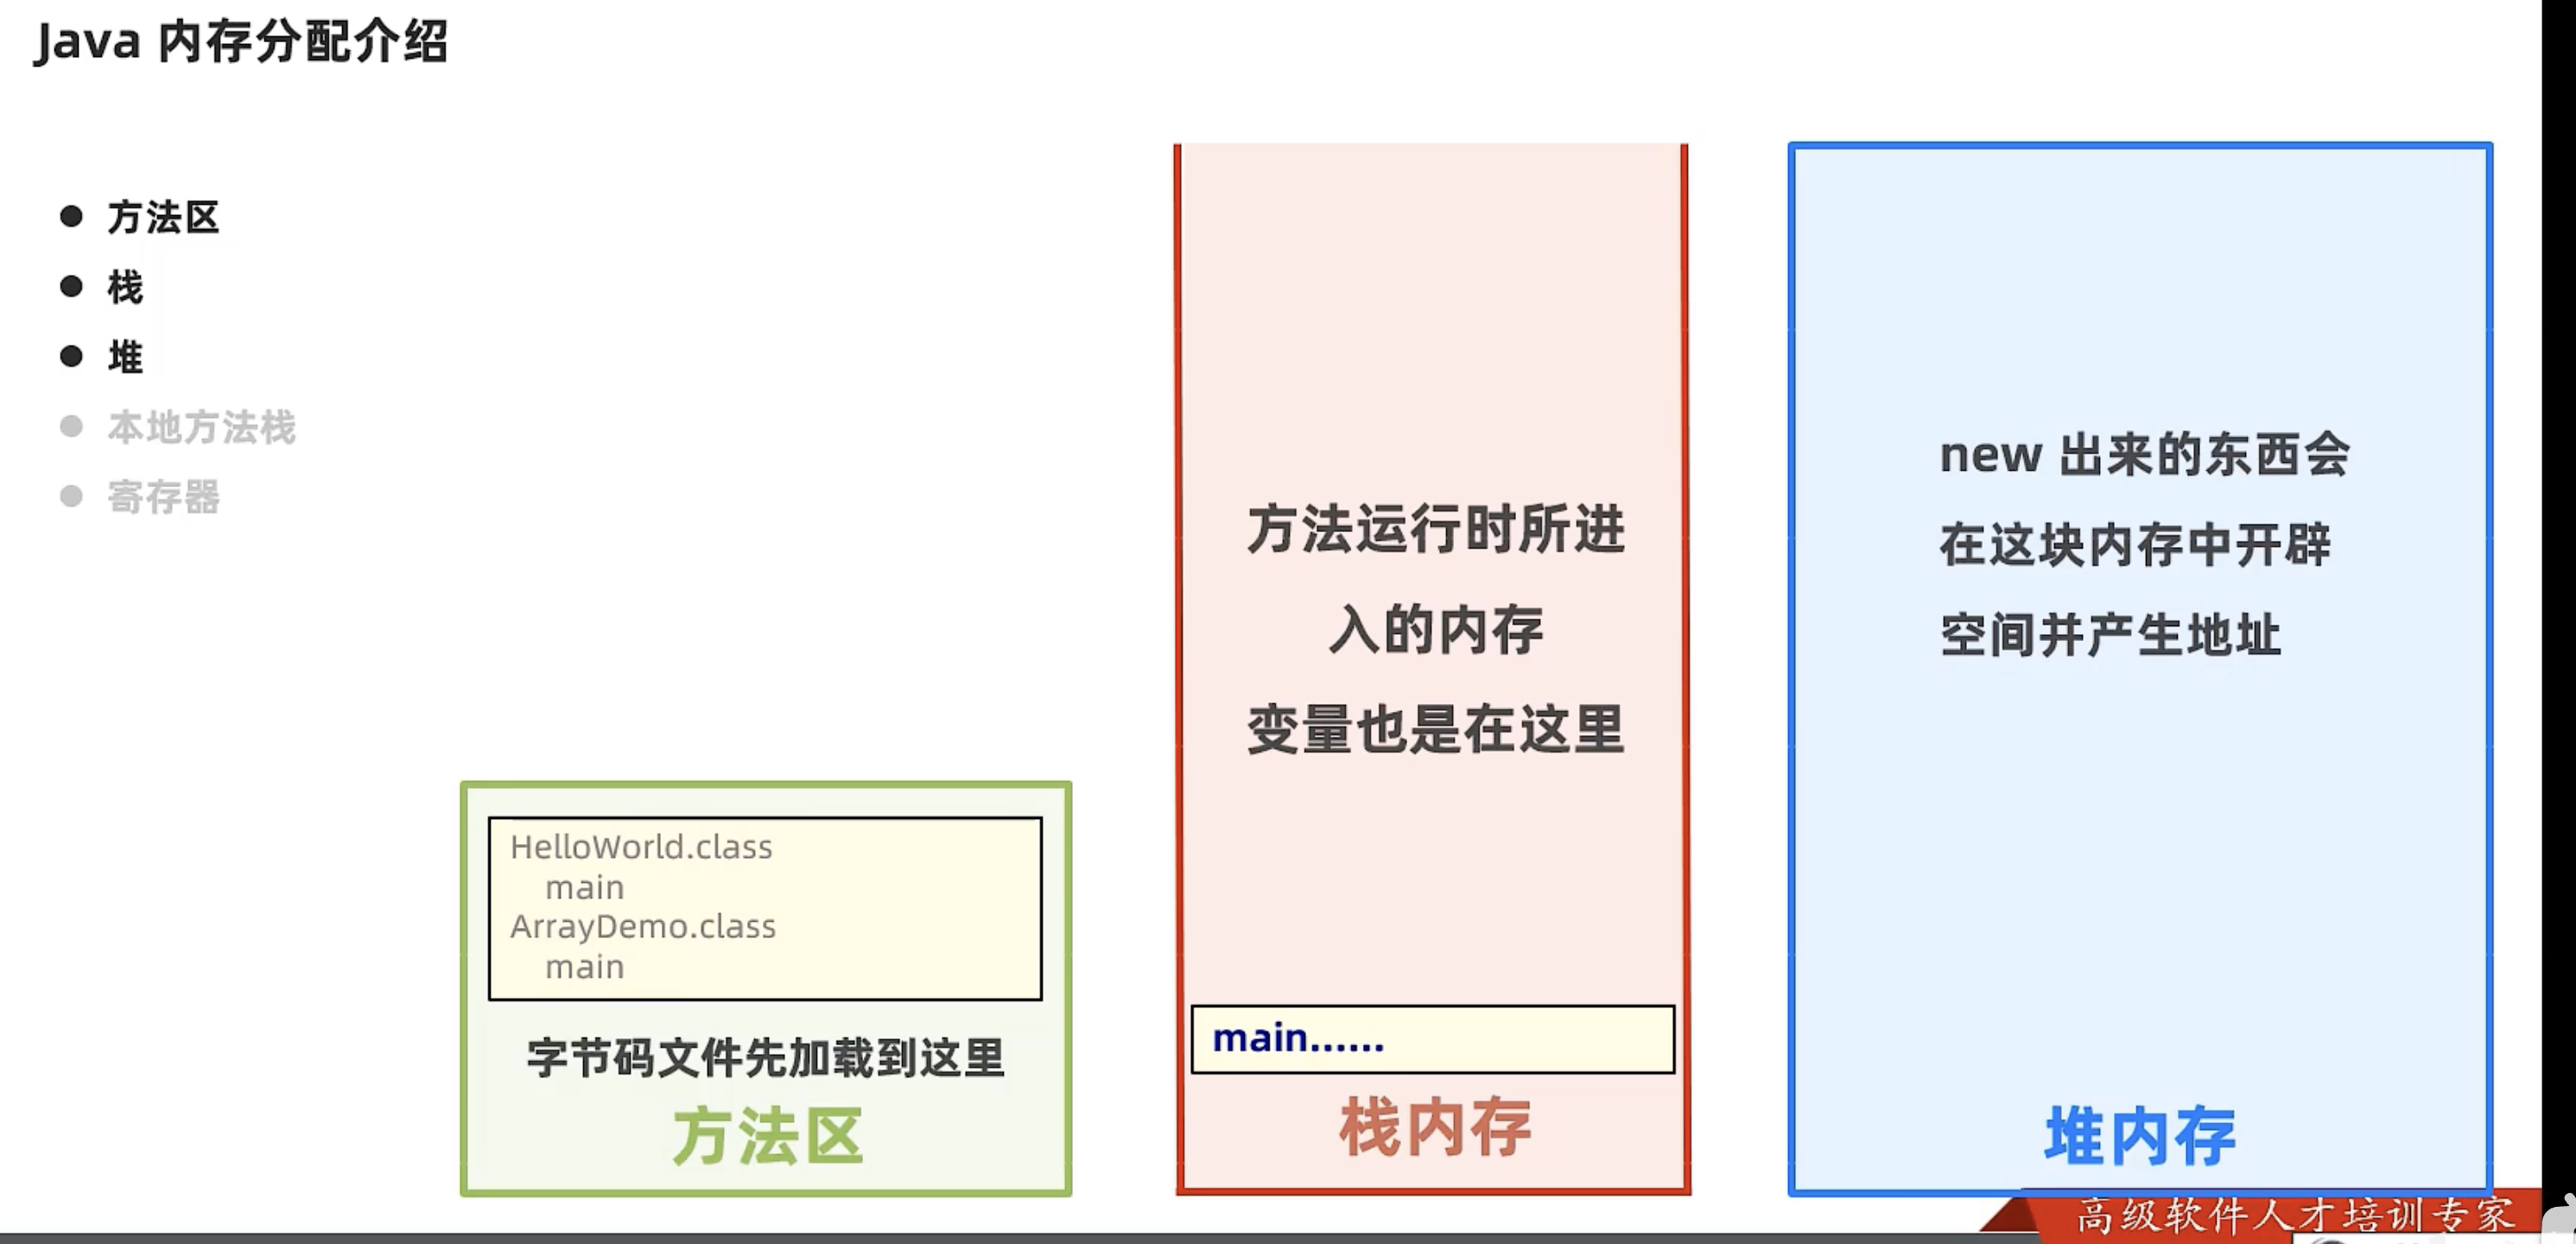 Java 内存分配介绍
方法区
栈
堆
本地方法栈
寄存器
HelloWorld.class
main
ArrayDemo.class
main
字节码文件先加载到这里
方法区
方法运行时所进
入的内存
变量也是在这里
main......
栈内存
new 出来的东西会
在这块内存中开辟
空间并产生地址
堆内存
高级软件人才培训专家